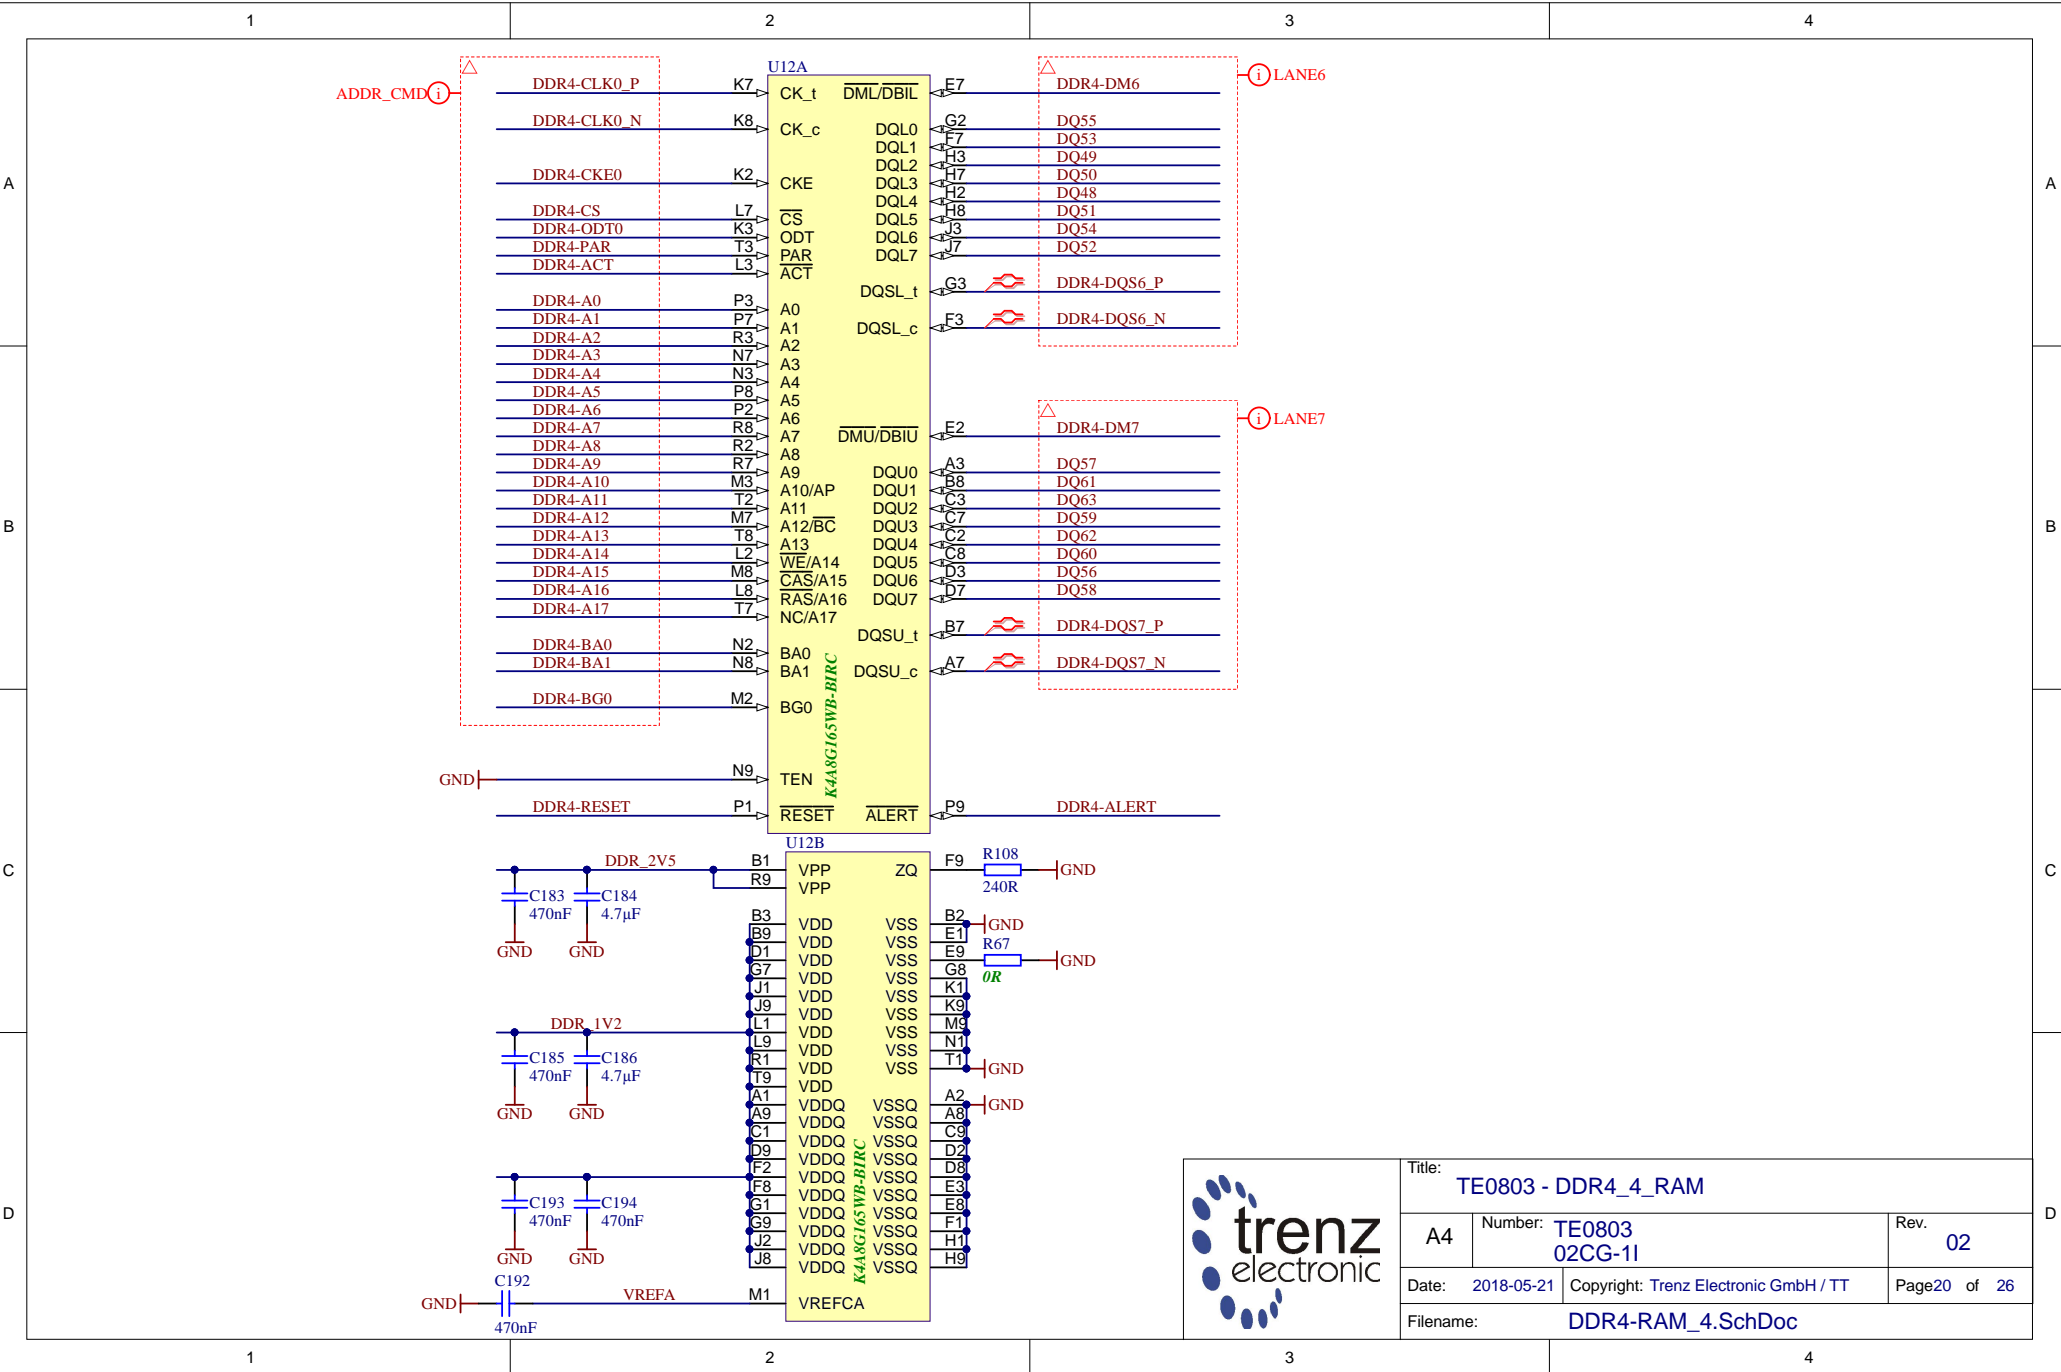 1 2 3 4
A
B
C
D
A
B
C
D
ADDR_CMD i
DDR4-CLK0_P K7 CK_t
DDR4-CLK0_N K8 CK_c
DDR4-CKE0 K2 CKE
DDR4-CS L7 CS
DDR4-ODT0 K3 ODT
DDR4-PAR T3 PAR
DDR4-ACT L3 ACT
DDR4-A0 P3 A0
DDR4-A1 P7 A1
DDR4-A2 R3 A2
DDR4-A3 N7 A3
DDR4-A4 N3 A4
DDR4-A5 P8 A5
DDR4-A6 P2 A6
DDR4-A7 R8 A7
DDR4-A8 R2 A8
DDR4-A9 R7 A9
DDR4-A10 M3 A10/AP
DDR4-A11 T2 A11
DDR4-A12 M7 A12/BC
DDR4-A13 T8 A13
DDR4-A14 L2 WE/A14
DDR4-A15 M8 CAS/A15
DDR4-A16 L8 RAS/A16
DDR4-A17 T7 NC/A17
DDR4-BA0 N2 BA0
DDR4-BA1 N8 BA1
DDR4-BG0 M2 BG0
GND N9 TEN
DDR4-RESET P1 RESET
U12A
K4A8G165WB-BIRC
DML/DBIL E7 DDR4-DM6
i LANE6
DQL0 G2 DQ55
DQL1 F7 DQ53
DQL2 H3 DQ49
DQL3 H7 DQ50
DQL4 H2 DQ48
DQL5 H8 DQ51
DQL6 J3 DQ54
DQL7 J7 DQ52
DQSL_t G3 DDR4-DQS6_P
DQSL_c F3 DDR4-DQS6_N
i LANE7
DMU/DBIU E2 DDR4-DM7
DQU0 A3 DQ57
DQU1 B8 DQ61
DQU2 C3 DQ63
DQU3 C7 DQ59
DQU4 C2 DQ62
DQU5 C8 DQ60
DQU6 D3 DQ56
DQU7 D7 DQ58
DQSU_t B7 DDR4-DQS7_P
DQSU_c A7 DDR4-DQS7_N
ALERT P9 DDR4-ALERT
U12B
K4A8G165WB-BIRC
DDR_2V5 B1 VPP
R9 VPP
C183 470nF GND
C184 4.7µF GND
B3 VDD
B9 VDD
D1 VDD
G7 VDD
J1 VDD
J9 VDD
DDR_1V2 L1 VDD
L9 VDD
R1 VDD
T9 VDD
C185 470nF GND
C186 4.7µF GND
A1 VDDQ
A9 VDDQ
C1 VDDQ
D9 VDDQ
F2 VDDQ
F8 VDDQ
G1 VDDQ
G9 VDDQ
J2 VDDQ
J8 VDDQ
C193 470nF GND
C194 470nF GND
GND C192 470nF VREFA M1 VREFCA
ZQ F9 R108 240R GND
VSS B2 GND
VSS E1
VSS E9 R67 0R GND
VSS G8
VSS K1
VSS K9
VSS M9
VSS N1
VSS T1 GND
VSSQ A2 GND
VSSQ A8
VSSQ C9
VSSQ D2
VSSQ D8
VSSQ E3
VSSQ E8
VSSQ F1
VSSQ H1
VSSQ H9
trenz
electronic
Title:
TE0803 - DDR4_4_RAM
A4 Number: TE0803
02CG-1I
Rev.
02
Date: 2018-05-21 Copyright: Trenz Electronic GmbH / TT Page20 of 26
Filename: DDR4-RAM_4.SchDoc
1 2 3 4